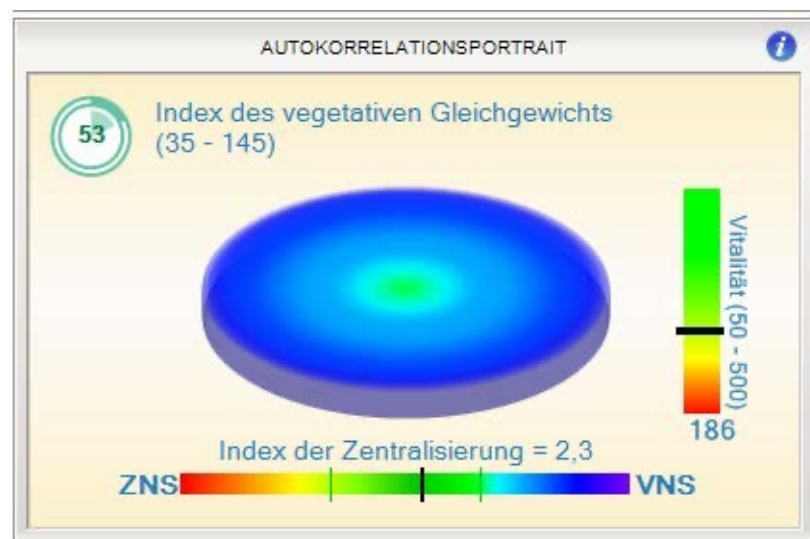 AUTOKORRELATIONSPORTRAIT
i
53
Index des vegetativen Gleichgewichts
(35 - 145)
Vitalität (50 - 500)
186
Index der Zentralisierung = 2,3
ZNS
VNS